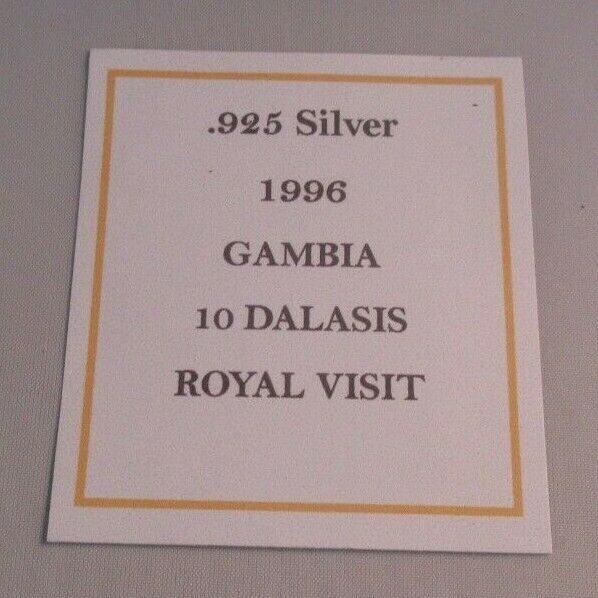 .925 Silver
1996
GAMBIA
10 DALASIS
ROYAL VISIT